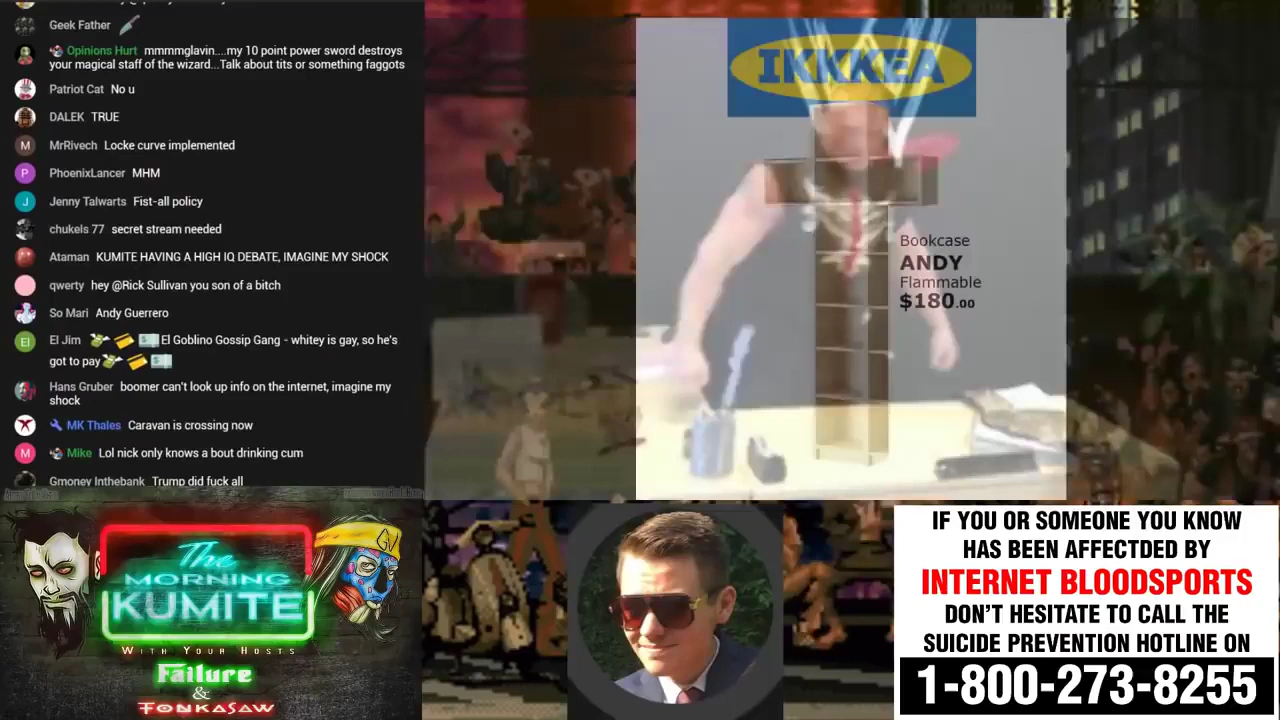 Geek Father
Opinions Hurt mmmmglavin....my 10 point power sword destroys
your magical staff of the wizard...Talk about tits or something faggots
Patriot Cat No u
DALEK TRUE
M MrRivech Locke curve implemented
P PhoenixLancer MHM
J Jenny Talwarts Fist-all policy
chukels 77 secret stream needed
Ataman KUMITE HAVING A HIGH IQ DEBATE, IMAGINE MY SHOCK
qwerty hey @Rick Sullivan you son of a bitch
So Mari Andy Guerrero
El El Jim El Goblino Gossip Gang - whitey is gay, so he's
got to pay
Hans Gruber boomer can't look up info on the internet, imagine my
shock
MK Thales Caravan is crossing now
M Mike Lol nick only knows a bout drinking cum
Gmoney Inthebank Trump did fuck all
IKKKEA
Bookcase
ANDY
Flammable
$180.00
The
MORNING
KUMITE
WITH YOUR HOSTS
Failure
&
TONKASAW
IF YOU OR SOMEONE YOU KNOW
HAS BEEN AFFECTDED BY
INTERNET BLOODSPORTS
DON'T HESITATE TO CALL THE
SUICIDE PREVENTION HOTLINE ON
1-800-273-8255